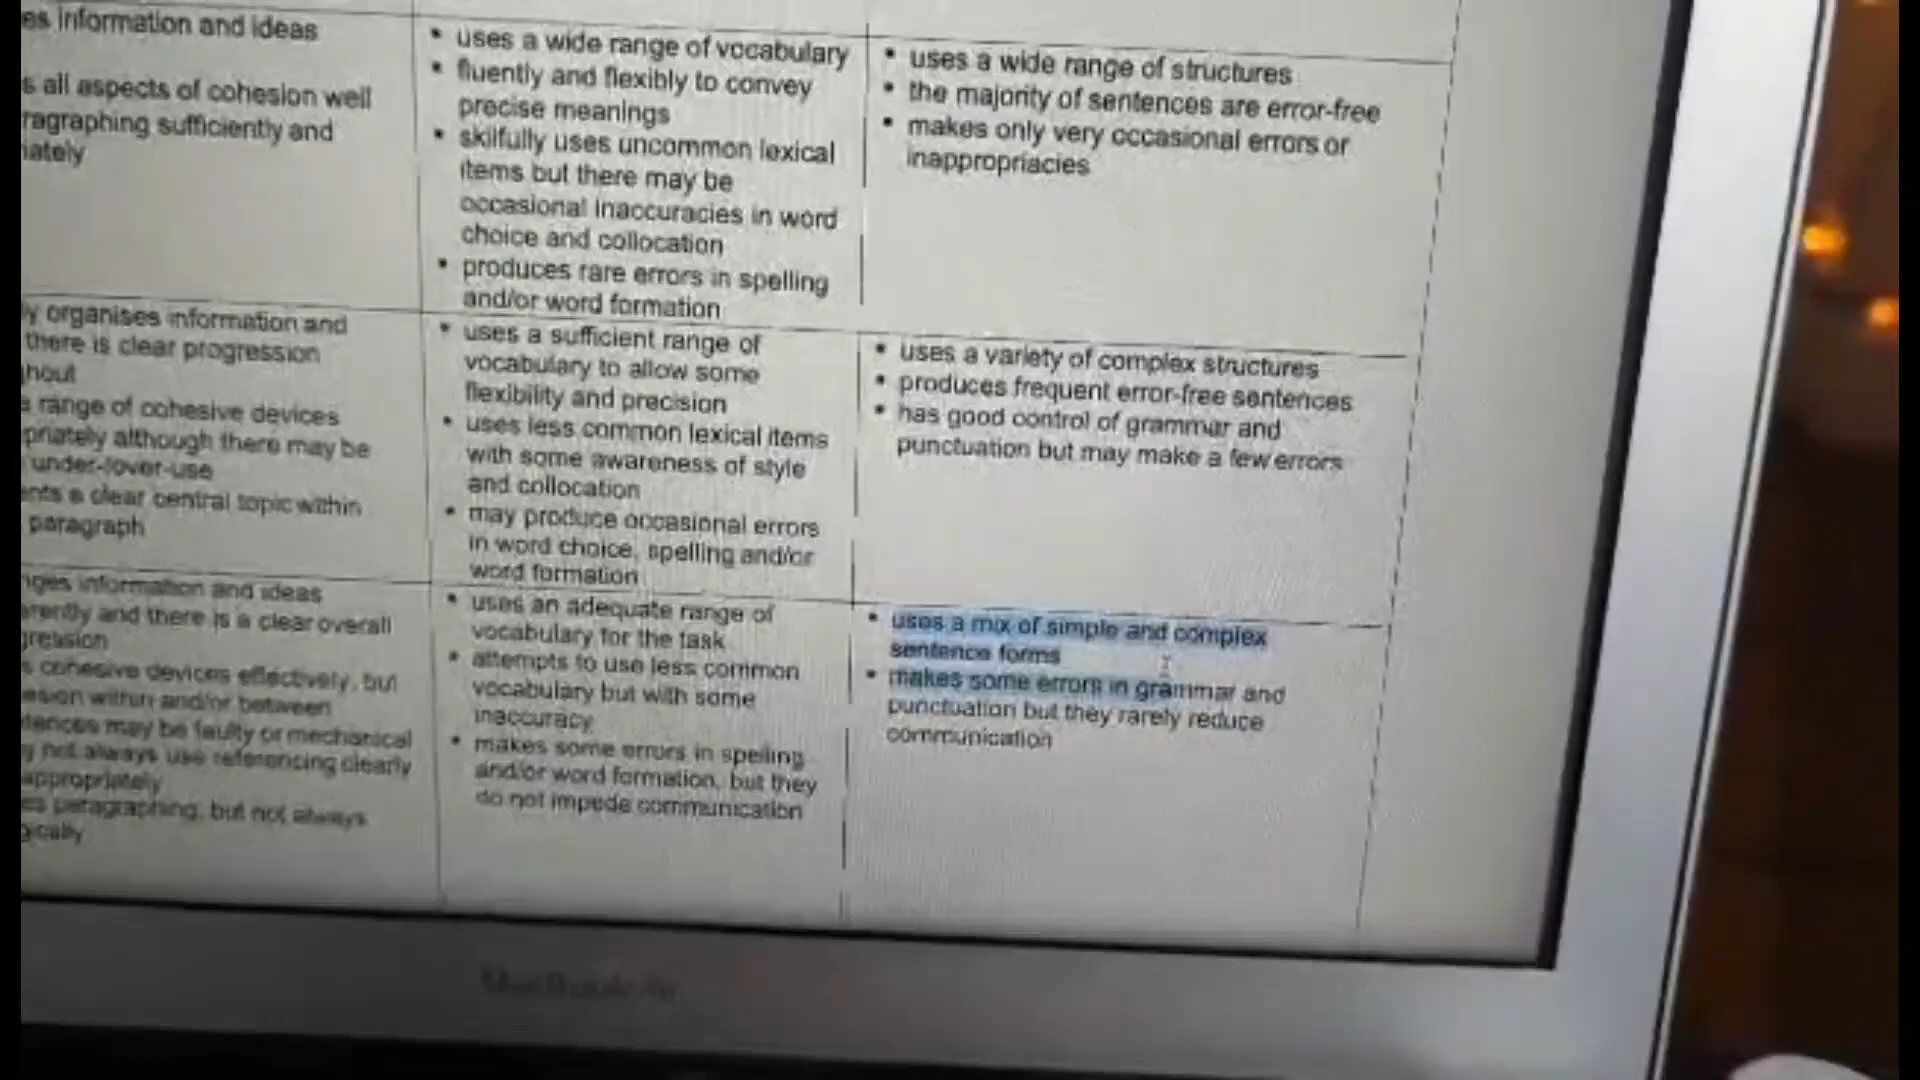 es information and ideas
s all aspects of cohesion well
ragraphing sufficiently and
iately
• uses a wide range of vocabulary
• fluently and flexibly to convey
precise meanings
• skilfully uses uncommon lexical
items but there may be
occasional inaccuracies in word
choice and collocation
• produces rare errors in spelling
and/or word formation
• uses a wide range of structures
• the majority of sentences are error-free
• makes only very occasional errors or
inappropriacies
y organises information and
there is clear progression
hout
a range of cohesive devices
priately although there may be
under-/over-use
ents a clear central topic within
paragraph
• uses a sufficient range of
vocabulary to allow some
flexibility and precision
• uses less common lexical items
with some awareness of style
and collocation
• may produce occasional errors
in word choice, spelling and/or
word formation
• uses a variety of complex structures
• produces frequent error-free sentences
• has good control of grammar and
punctuation but may make a few errors
nges information and ideas
erently and there is a clear overall
gression
s cohesive devices effectively, but
esion within and/or between
tences may be faulty or mechanical
y not always use referencing clearly
appropriately
es paragraphing, but not always
gically
• uses an adequate range of
vocabulary for the task
• attempts to use less common
vocabulary but with some
inaccuracy
• makes some errors in spelling
and/or word formation, but they
do not impede communication
• uses a mix of simple and complex
sentence forms
• makes some errors in grammar and
punctuation but they rarely reduce
communication